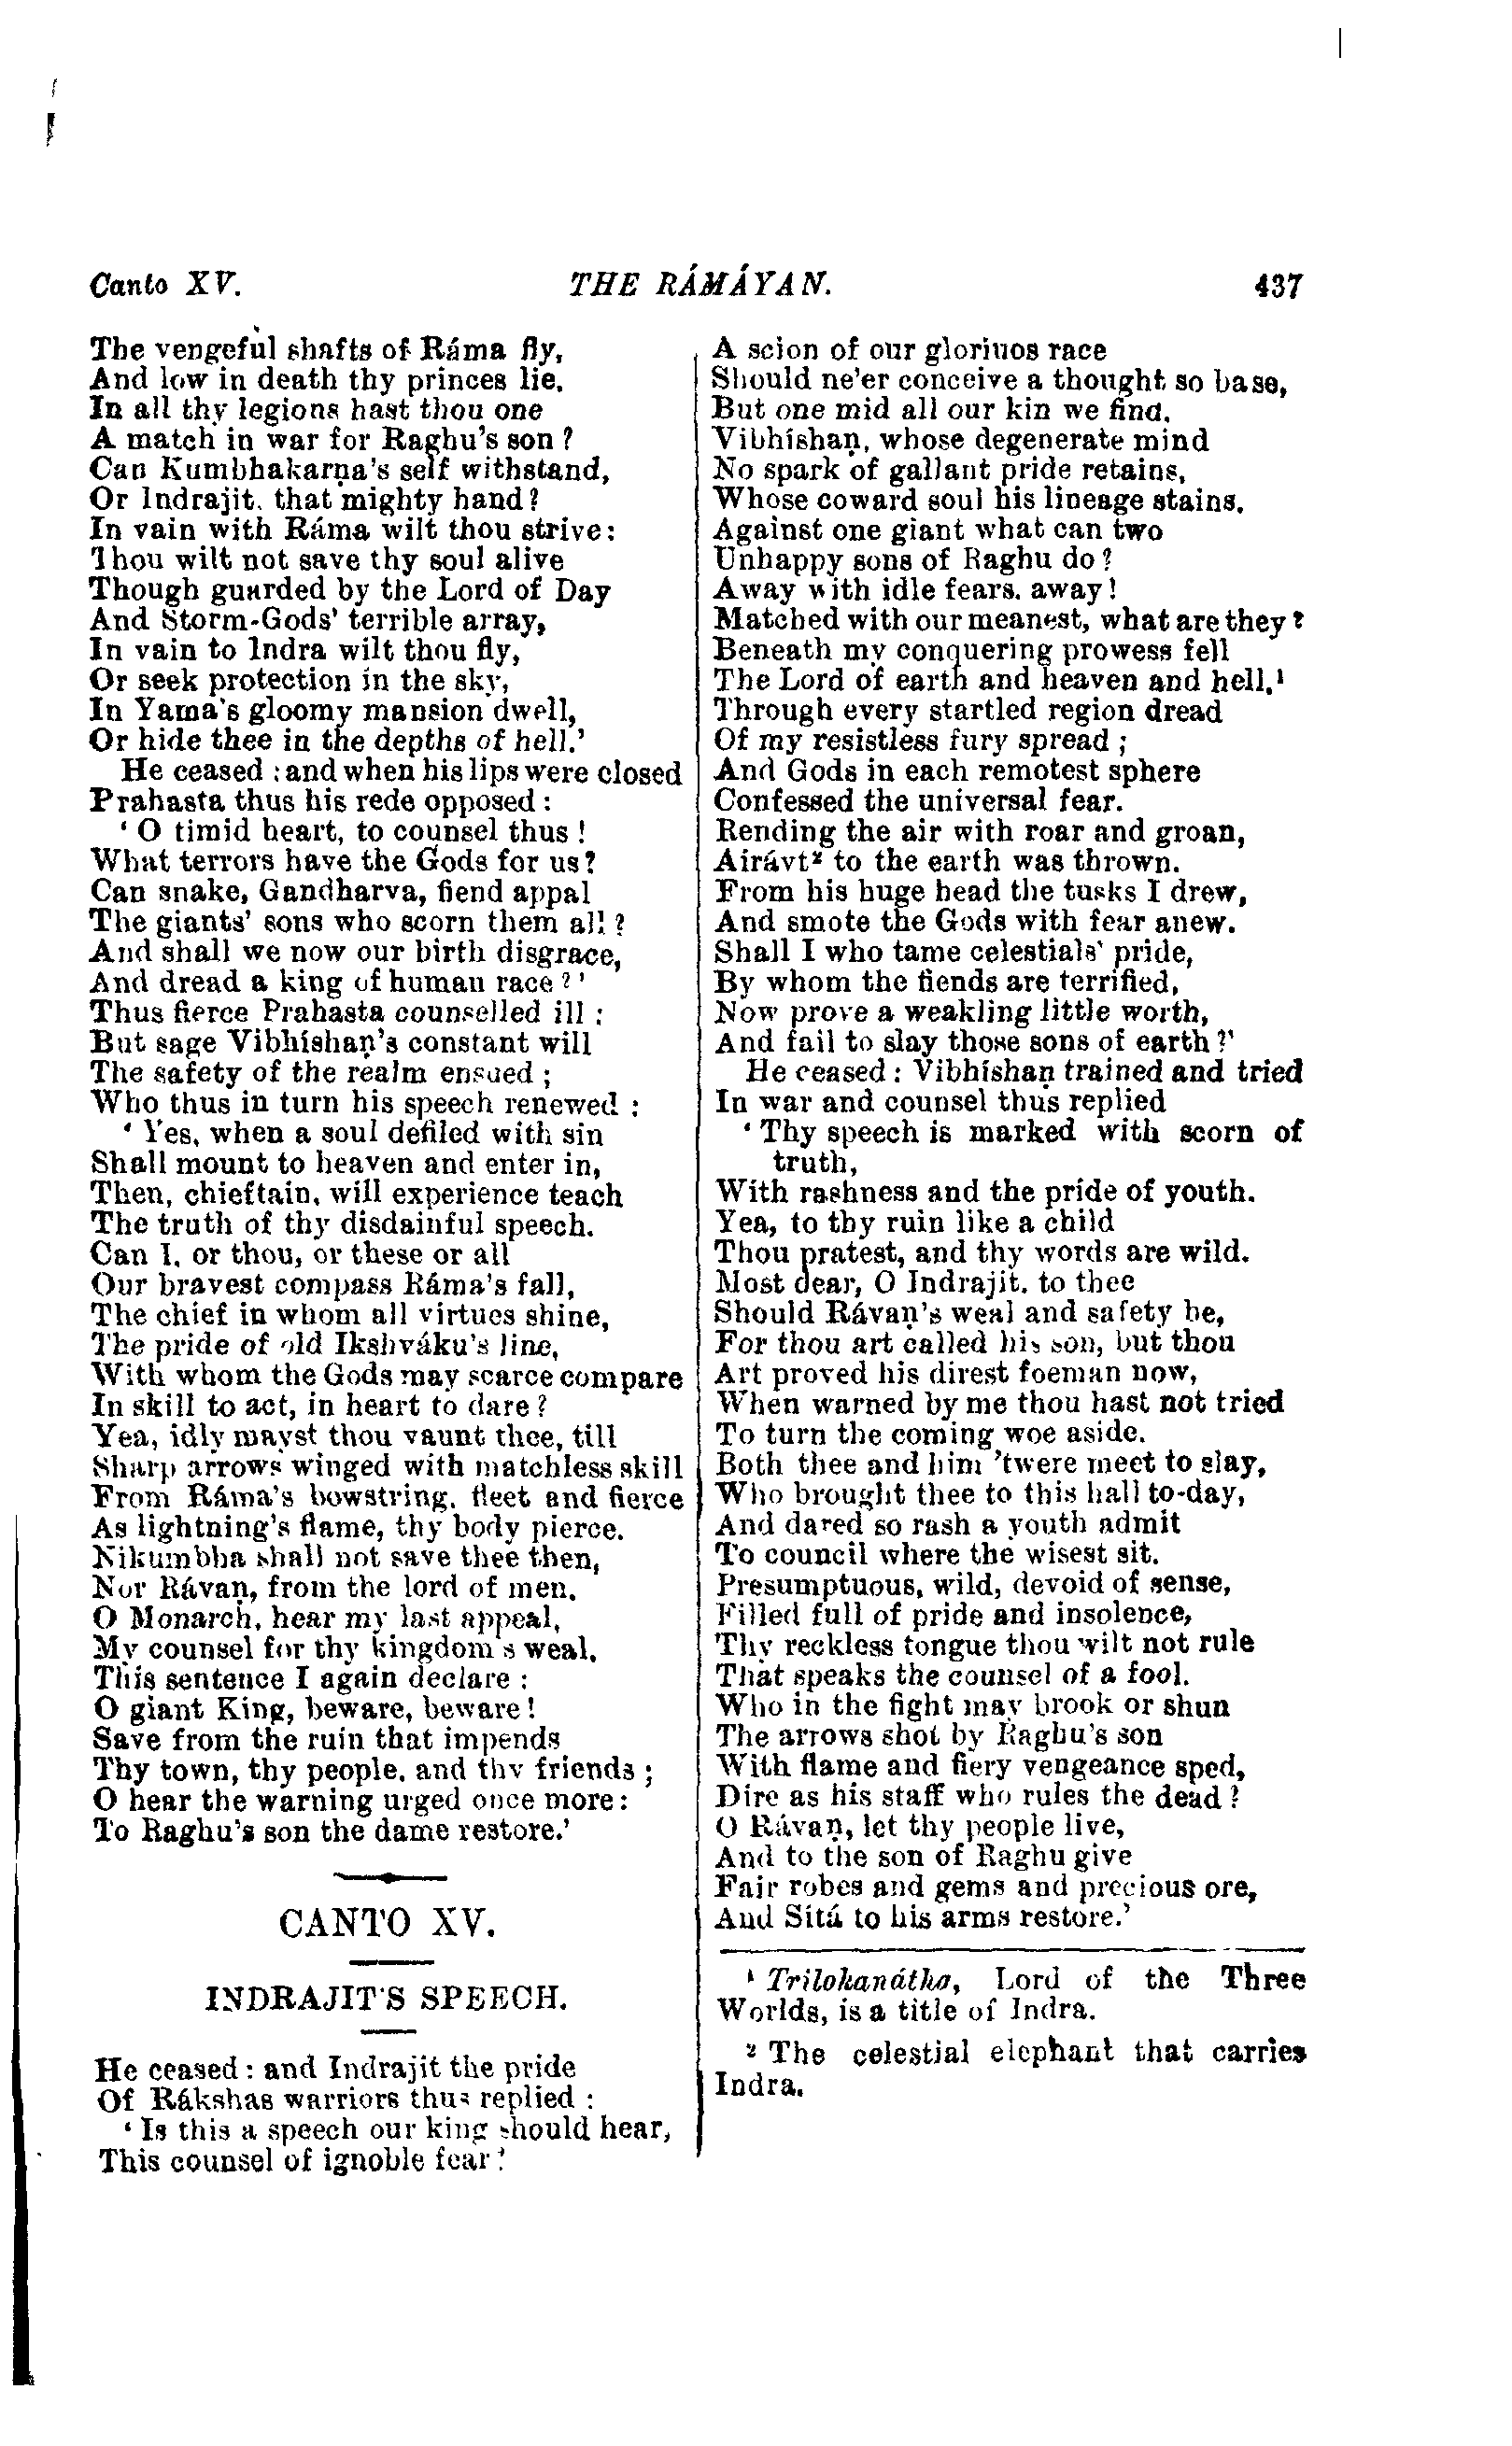 Canto XV. THE RÁMÁYAN. 437
The vengeful shafts of Ráma fly,
And low in death thy princes lie.
In all thy legions hast thou one
A match in war for Raghu's son ?
Can Kumbhakarṇa's self withstand,
Or Indrajit. that mighty hand?
In vain with Ráma wilt thou strive:
Thou wilt not save thy soul alive
Though guarded by the Lord of Day
And Storm-Gods' terrible array,
In vain to Indra wilt thou fly,
Or seek protection in the sky,
In Yama's gloomy mansion dwell,
Or hide thee in the depths of hell.'
He ceased : and when his lips were closed
Prahasta thus his rede opposed :
' O timid heart, to counsel thus !
What terrors have the Gods for us?
Can snake, Gandharva, fiend appal
The giants' sons who scorn them all ?
And shall we now our birth disgrace,
And dread a king of human race ?'
Thus fierce Prahasta counselled ill :
But sage Vibhíshaṇ's constant will
The safety of the realm ensued ;
Who thus in turn his speech renewed :
' Yes, when a soul defiled with sin
Shall mount to heaven and enter in,
Then, chieftain, will experience teach
The truth of thy disdainful speech.
Can I, or thou, or these or all
Our bravest compass Ráma's fall,
The chief in whom all virtues shine,
The pride of old Ikshváku's line,
With whom the Gods may scarce compare
In skill to act, in heart to dare ?
Yea, idly mayst thou vaunt thee, till
Sharp arrows winged with matchless skill
From Ráma's bowstring. fleet and fierce
As lightning's flame, thy body pierce.
Nikumbha shall not save thee then,
Nor Rávaṇ, from the lord of men.
O Monarch, hear my last appeal,
My counsel for thy kingdom's weal.
This sentence I again declare :
O giant King, beware, beware !
Save from the ruin that impends
Thy town, thy people. and thy friends ;
O hear the warning urged once more :
To Raghu's son the dame restore.'
CANTO XV.
INDRAJIT'S SPEECH.
He ceased : and Indrajit the pride
Of Rákshas warriors thus replied :
' Is this a speech our king should hear,
This counsel of ignoble fear?
A scion of our gloriuos race
Should ne'er conceive a thought so base,
But one mid all our kin we find.
Vibhíshaṇ, whose degenerate mind
No spark of gallant pride retains,
Whose coward soul his lineage stains.
Against one giant what can two
Unhappy sons of Raghu do ?
Away with idle fears. away!
Matched with our meanest, what are they ?
Beneath my conquering prowess fell
The Lord of earth and heaven and hell.¹
Through every startled region dread
Of my resistless fury spread ;
And Gods in each remotest sphere
Confessed the universal fear.
Rending the air with roar and groan,
Airávt² to the earth was thrown.
From his huge head the tusks I drew,
And smote the Gods with fear anew.
Shall I who tame celestials' pride,
By whom the fiends are terrified,
Now prove a weakling little worth,
And fail to slay those sons of earth ?'
He ceased : Vibhíshaṇ trained and tried
In war and counsel thus replied
' Thy speech is marked with scorn of
truth,
With rashness and the pride of youth.
Yea, to thy ruin like a child
Thou pratest, and thy words are wild.
Most dear, O Indrajit. to thee
Should Rávaṇ's weal and safety be,
For thou art called his son, but thou
Art proved his direst foeman now,
When warned by me thou hast not tried
To turn the coming woe aside.
Both thee and him 'twere meet to slay,
Who brought thee to this hall to-day,
And dared so rash a youth admit
To council where the wisest sit.
Presumptuous, wild, devoid of sense,
Filled full of pride and insolence,
Thy reckless tongue thou wilt not rule
That speaks the counsel of a fool.
Who in the fight may brook or shun
The arrows shot by Raghu's son
With flame and fiery vengeance sped,
Dire as his staff who rules the dead ?
O Rávaṇ, let thy people live,
And to the son of Raghu give
Fair robes and gems and precious ore,
And Sítá to his arms restore.'
¹ Trilokanátha, Lord of the Three
Worlds, is a title of Indra.
² The celestial elephant that carries
Indra.